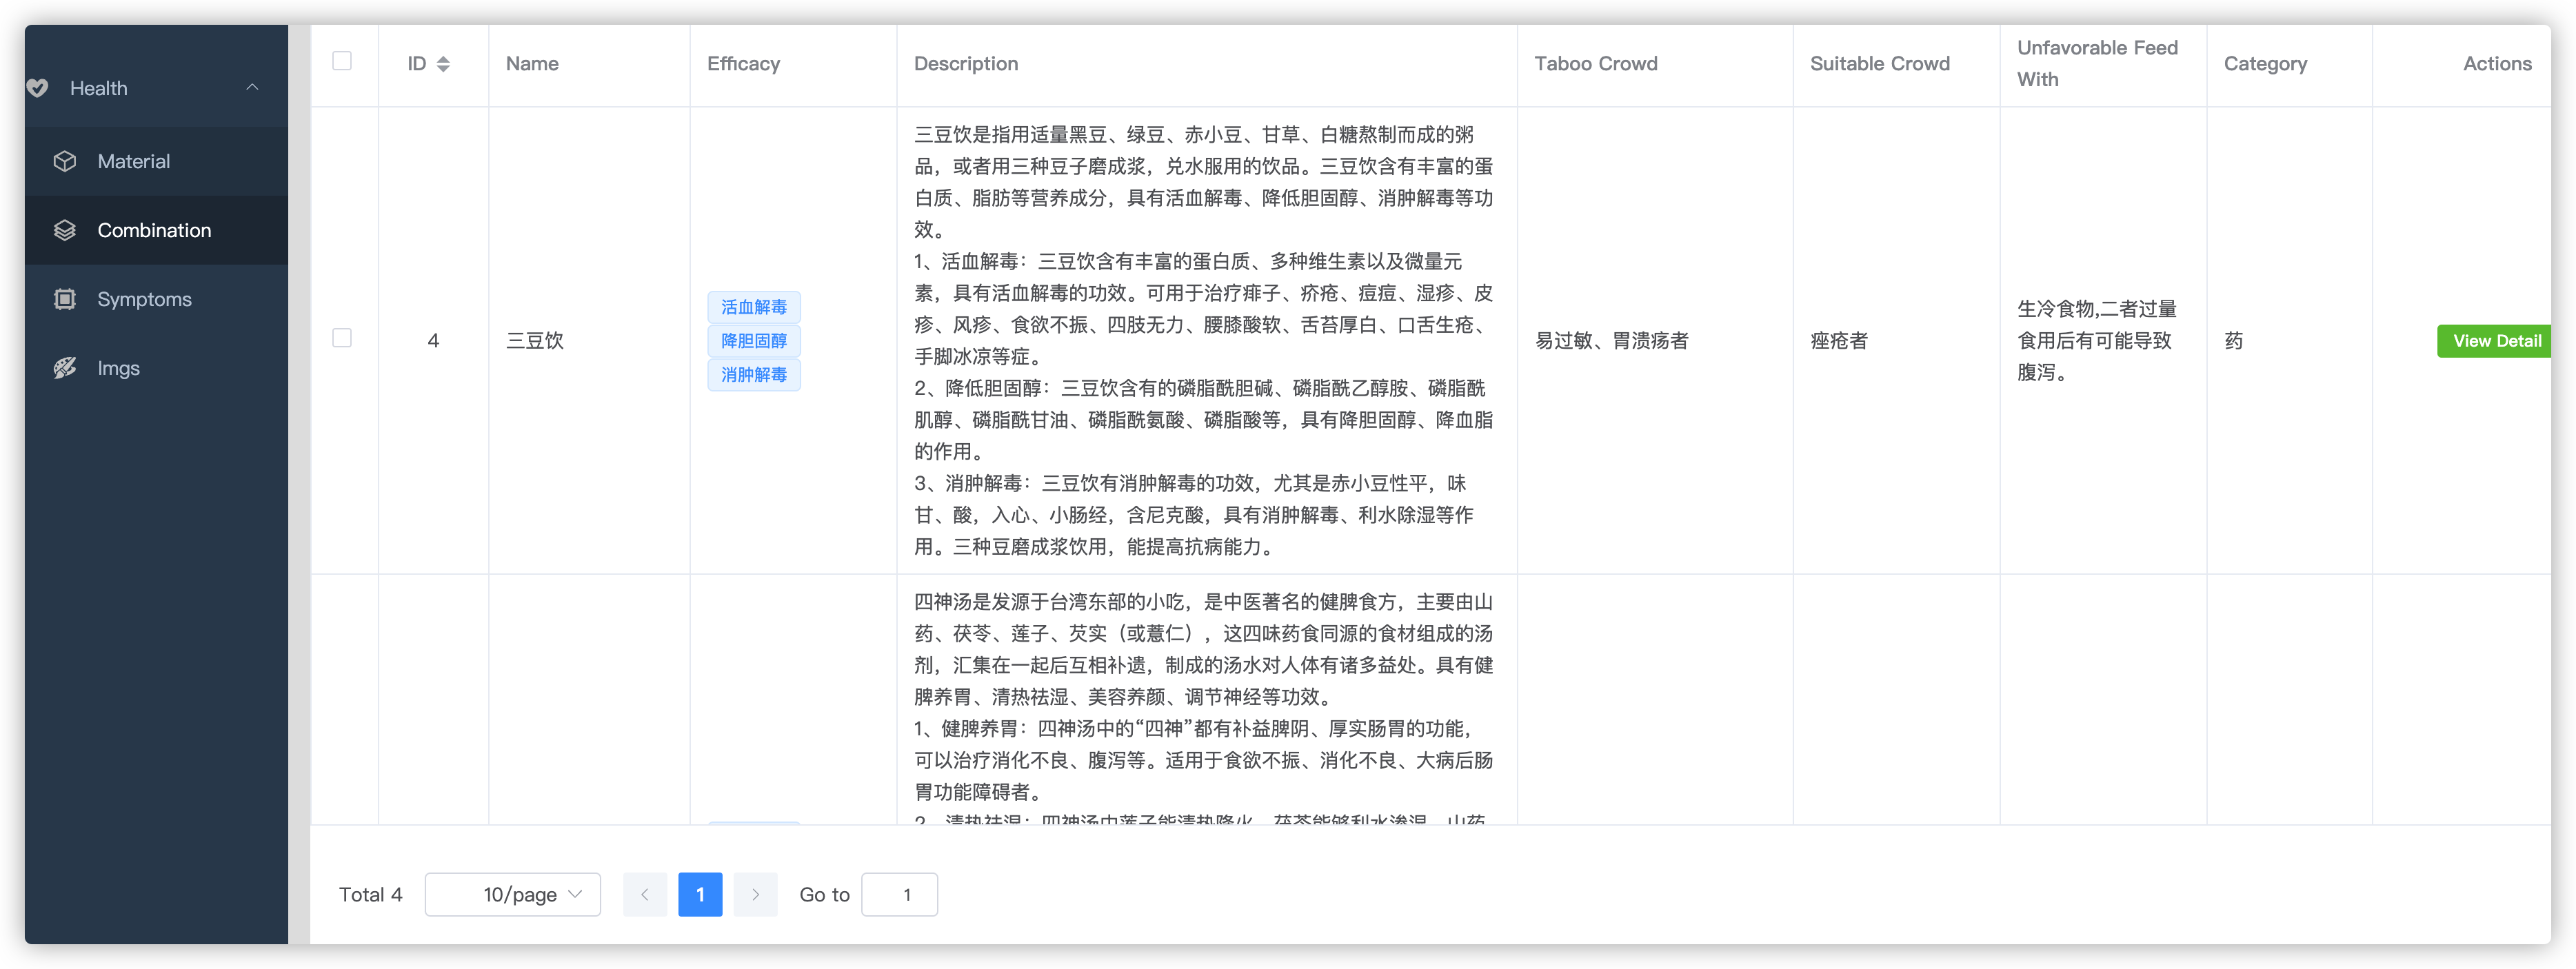 Health
Material
Combination
Symptoms
Imgs
ID
Name
Efficacy
Description
Taboo Crowd
Suitable Crowd
Unfavorable Feed
With
Category
Actions
4
三豆饮
活血解毒
降胆固醇
消肿解毒
三豆饮是指用适量黑豆、绿豆、赤小豆、甘草、白糖熬制而成的粥
品，或者用三种豆子磨成浆，兑水服用的饮品。三豆饮含有丰富的蛋
白质、脂肪等营养成分，具有活血解毒、降低胆固醇、消肿解毒等功
效。
1、活血解毒：三豆饮含有丰富的蛋白质、多种维生素以及微量元
素，具有活血解毒的功效。可用于治疗痱子、疥疮、痘痘、湿疹、皮
疹、风疹、食欲不振、四肢无力、腰膝酸软、舌苔厚白、口舌生疮、
手脚冰凉等症。
2、降低胆固醇：三豆饮含有的磷脂酰胆碱、磷脂酰乙醇胺、磷脂酰
肌醇、磷脂酰甘油、磷脂酰氨酸、磷脂酸等，具有降胆固醇、降血脂
的作用。
3、消肿解毒：三豆饮有消肿解毒的功效，尤其是赤小豆性平，味
甘、酸，入心、小肠经，含尼克酸，具有消肿解毒、利水除湿等作
用。三种豆磨成浆饮用，能提高抗病能力。
易过敏、胃溃疡者
痤疮者
生冷食物,二者过量
食用后有可能导致
腹泻。
药
View Detail
四神汤是发源于台湾东部的小吃，是中医著名的健脾食方，主要由山
药、茯苓、莲子、芡实（或薏仁），这四味药食同源的食材组成的汤
剂，汇集在一起后互相补遗，制成的汤水对人体有诸多益处。具有健
脾养胃、清热祛湿、美容养颜、调节神经等功效。
1、健脾养胃：四神汤中的“四神”都有补益脾阴、厚实肠胃的功能，
可以治疗消化不良、腹泻等。适用于食欲不振、消化不良、大病后肠
胃功能障碍者。
2、清热祛湿：四神汤中莲子能清热降火、茯苓能够利水渗湿、山药
Total 4
10/page
1
Go to
1